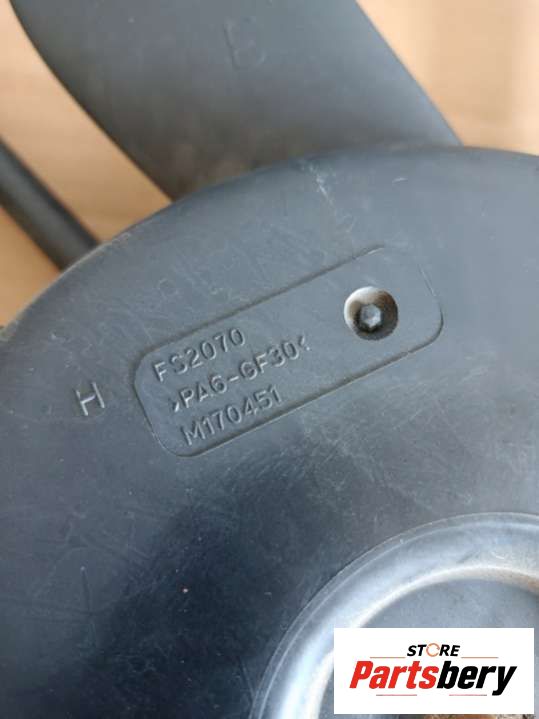 B
FS2070
>PA6-GF30<
M170451
H
STORE
Partsbery